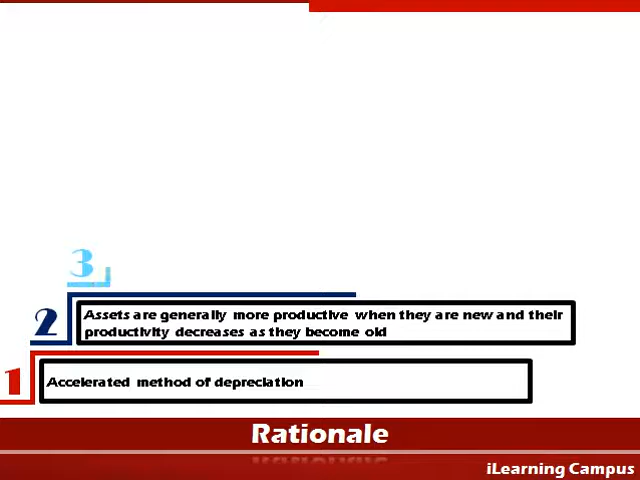 3
2
Assets are generally more productive when they are new and their
productivity decreases as they become old
1
Accelerated method of depreciation
Rationale
iLearning Campus